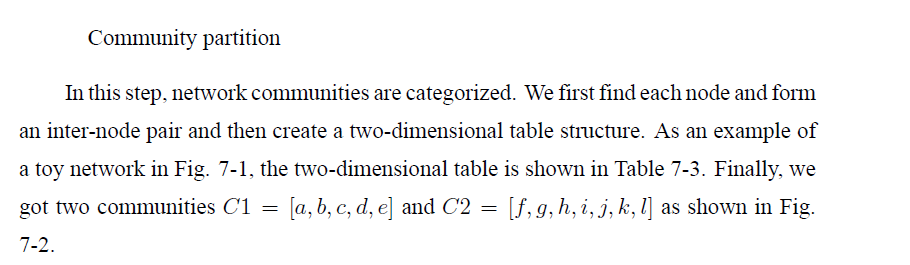 Community partition
In this step, network communities are categorized. We first find each node and form
an inter-node pair and then create a two-dimensional table structure. As an example of
a toy network in Fig. 7-1, the two-dimensional table is shown in Table 7-3. Finally, we
got two communities C1 = [a, b, c, d, e] and C2 = [f, g, h, i, j, k, l] as shown in Fig.
7-2.